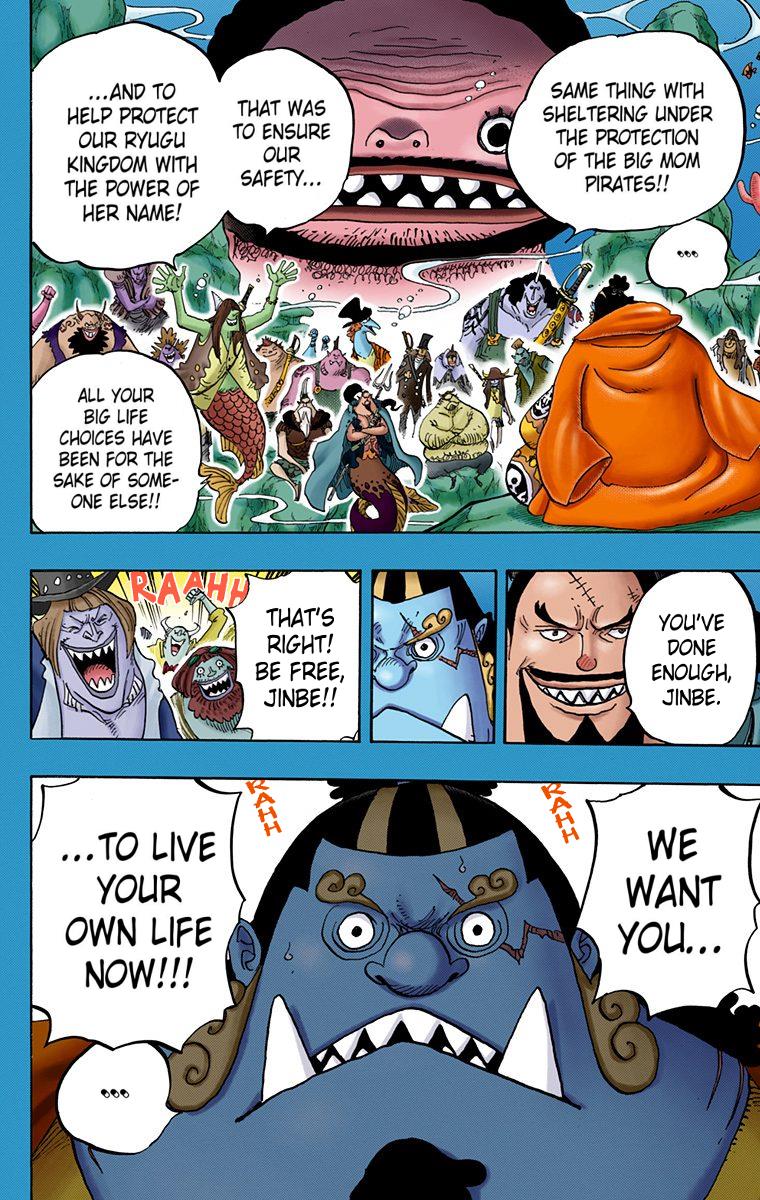 SAME THING WITH
SHELTERING UNDER
THE PROTECTION
OF THE BIG MOM
PIRATES!!
THAT WAS
TO ENSURE
OUR
SAFETY...
...AND TO
HELP PROTECT
OUR RYUGU
KINGDOM WITH
THE POWER OF
HER NAME!
...
ALL YOUR
BIG LIFE
CHOICES HAVE
BEEN FOR THE
SAKE OF SOME-
ONE ELSE!!
YOU'VE
DONE
ENOUGH,
JINBE.
THAT'S
RIGHT!
BE FREE,
JINBE!!
RAAHH
WE
WANT
YOU...
RAHH
RAHH
...TO LIVE
YOUR
OWN LIFE
NOW!!!
...